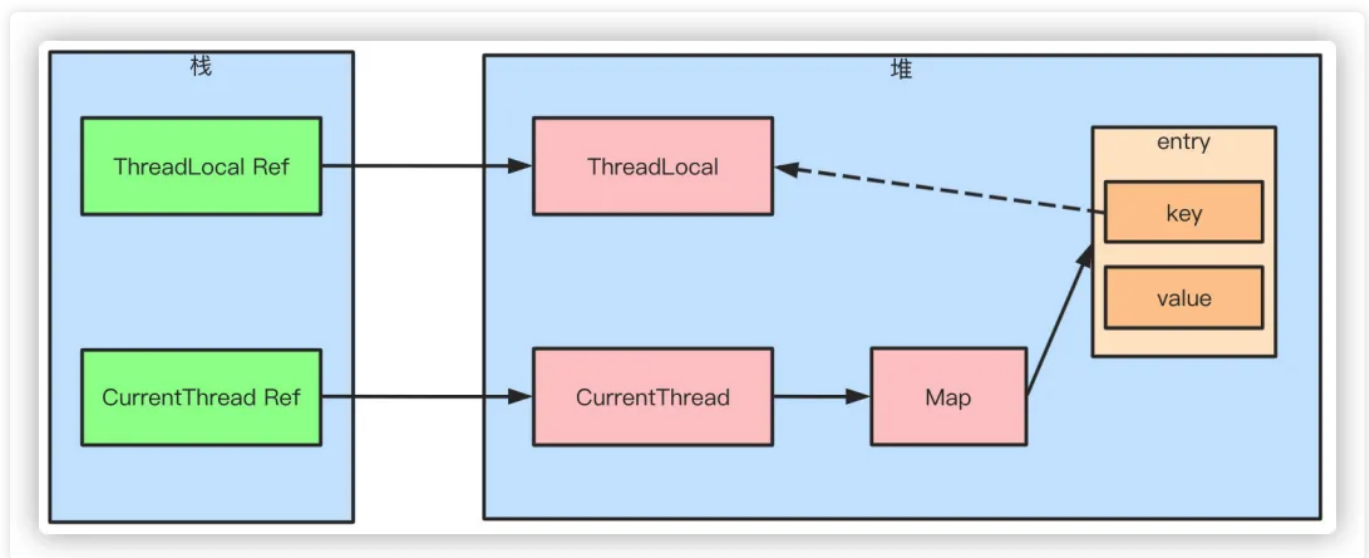 栈
堆
ThreadLocal Ref
ThreadLocal
entry
key
value
CurrentThread Ref
CurrentThread
Map